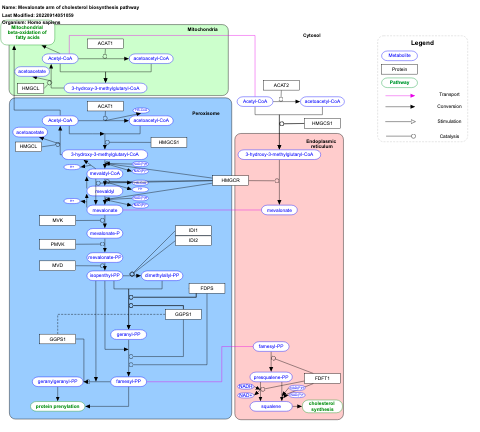 Name: Mevalonate arm of cholesterol biosynthesis pathway
Last Modified: 20220914051859
Organism: Homo sapiens
Mitochondrial
beta-oxidation of
fatty acids
Mitochondria
Cytosol
Legend
ACAT1
Metabolite
Acetyl-CoA
acetoacetyl-CoA
Protein
acetoacetate
Pathway
HMGCL
3-hydroxy-3-methylglutaryl-CoA
ACAT2
Transport
Conversion
Stimulation
Catalysis
Acetyl-CoA
acetoacetyl-CoA
ACAT1
Peroxisome
Acetyl-CoA
acetoacetyl-CoA
HMGCS1
acetoacetate
HMGCS1
HMGCL
Endoplasmic
reticulum
3-hydroxy-3-methylglutaryl-CoA
3-hydroxy-3-methylglutaryl-CoA
mevaldyl-CoA
HMGCR
mevaldyl
mevalonate
mevalonate
MVK
mevalonate-P
IDI1
IDI2
PMVK
mevalonate-PP
MVD
isopenthyl-PP
dimethylallyl-PP
FDPS
GGPS1
geranyl-PP
GGPS1
farnesyl-PP
geranylgeranyl-PP
farnesyl-PP
presqualene-PP
FDFT1
NADH
NAD+
protein prenylation
squalene
cholesterol
synthesis